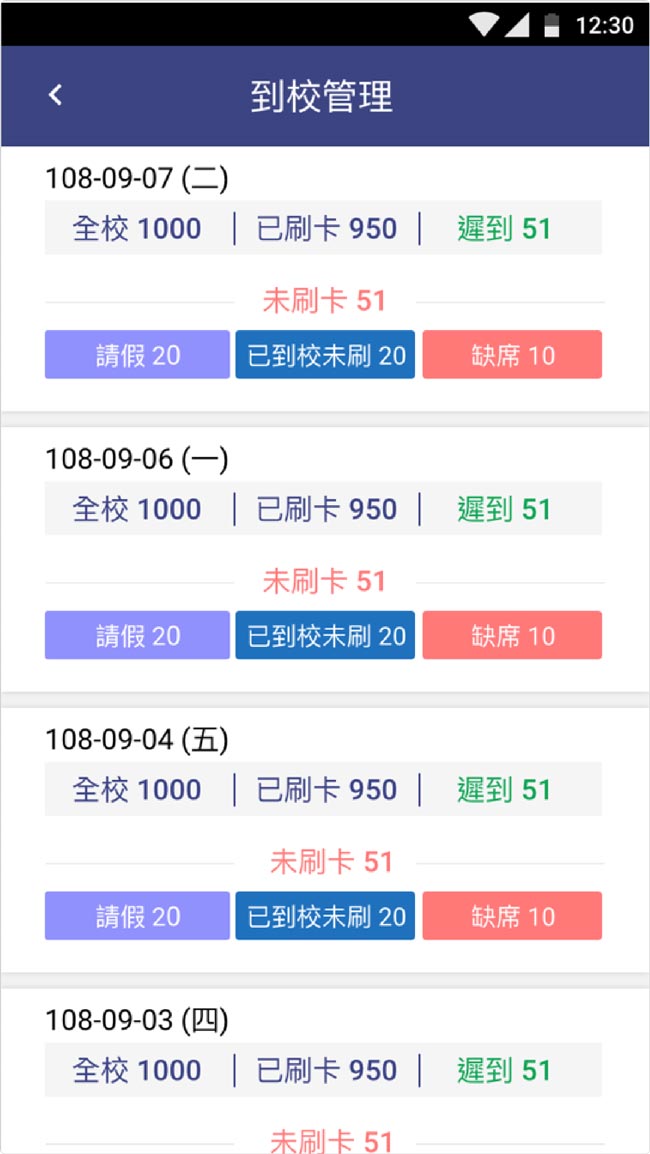 12:30
到校管理
108-09-07 (二)
全校 1000 | 已刷卡 950 | 遲到 51
未刷卡 51
請假 20 已到校未刷 20 缺席 10
108-09-06 (一)
全校 1000 | 已刷卡 950 | 遲到 51
未刷卡 51
請假 20 已到校未刷 20 缺席 10
108-09-04 (五)
全校 1000 | 已刷卡 950 | 遲到 51
未刷卡 51
請假 20 已到校未刷 20 缺席 10
108-09-03 (四)
全校 1000 | 已刷卡 950 | 遲到 51
未刷卡 51